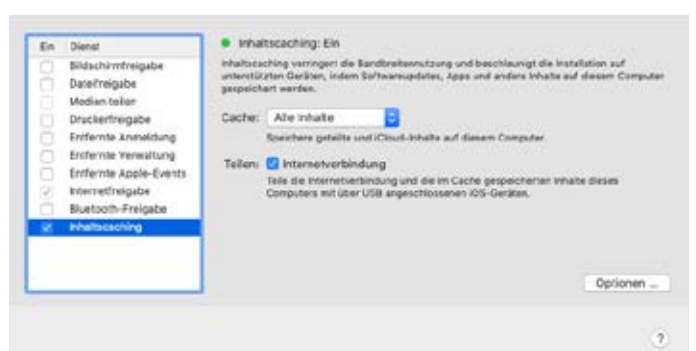 Ein Dienst
Bildschirmfreigabe
Dateifreigabe
Medien teilen
Druckerfreigabe
Entfernte Anmeldung
Entfernte Verwaltung
Entfernte Apple-Events
Internetfreigabe
Bluetooth-Freigabe
Inhaltscaching
Inhaltscaching: Ein
Inhaltscaching verringert die Bandbreitennutzung und beschleunigt die Installation auf
unterstützten Geräten, indem Softwareupdates, Apps und andere Inhalte auf diesem Computer
gespeichert werden.
Cache: Alle Inhalte
Speichere geteilte und iCloud-Inhalte auf diesem Computer.
Teilen: Internetverbindung
Teile die Internetverbindung und die im Cache gespeicherten Inhalte dieses
Computers mit über USB angeschlossenen iOS-Geräten.
Optionen ...
?